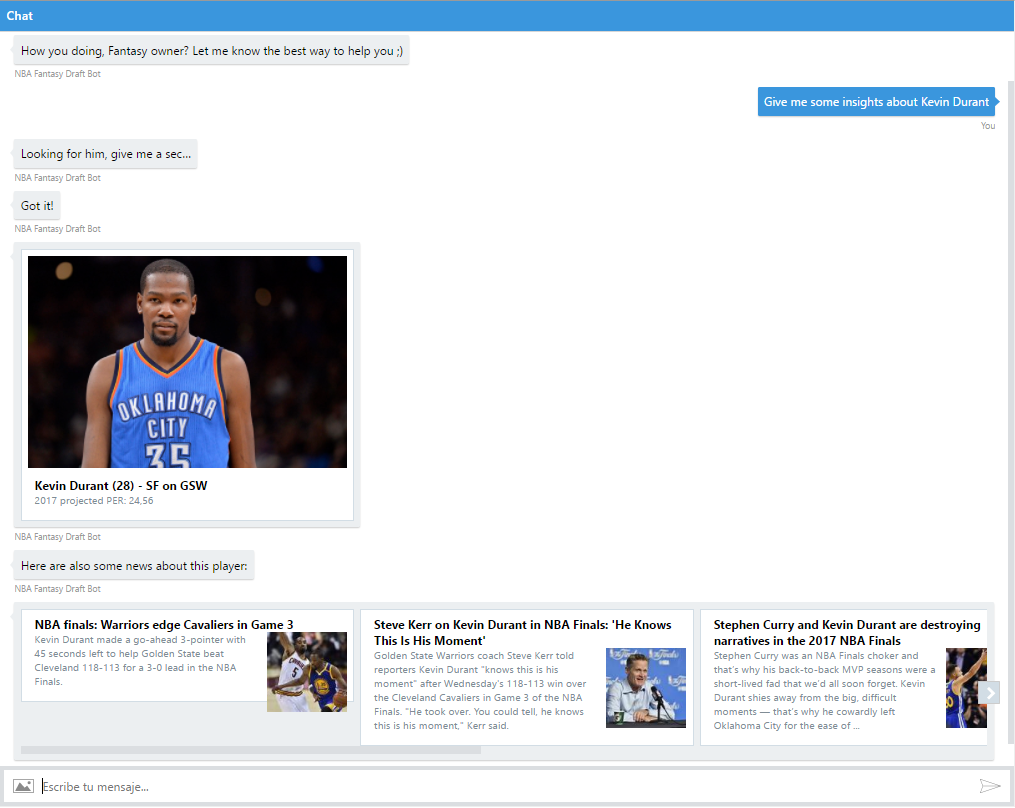 Chat
How you doing, Fantasy owner? Let me know the best way to help you ;)
NBA Fantasy Draft Bot
Give me some insights about Kevin Durant
You
Looking for him, give me a sec...
NBA Fantasy Draft Bot
Got it!
NBA Fantasy Draft Bot
OKLAHOMA
CITY
35
Kevin Durant (28) - SF on GSW
2017 projected PER: 24,56
NBA Fantasy Draft Bot
Here are also some news about this player:
NBA Fantasy Draft Bot
NBA finals: Warriors edge Cavaliers in Game 3
Kevin Durant made a go-ahead 3-pointer with
45 seconds left to help Golden State beat
Cleveland 118-113 for a 3-0 lead in the NBA
Finals.
5
Steve Kerr on Kevin Durant in NBA Finals: 'He Knows
This Is His Moment'
Golden State Warriors coach Steve Kerr told
reporters Kevin Durant "knows this is his
moment" after Wednesday's 118-113 win over
the Cleveland Cavaliers in Game 3 of the NBA
Finals. "He took over. You could tell, he knows
this is his moment," Kerr said.
Stephen Curry and Kevin Durant are destroying
narratives in the 2017 NBA Finals
Stephen Curry was an NBA Finals choker and
that's why his back-to-back MVP seasons were a
short-lived fad that we'd all soon forget. Kevin
Durant shies away from the big, difficult
moments — that's why he cowardly left
Oklahoma City for the ease of ...
30
Escribe tu mensaje...